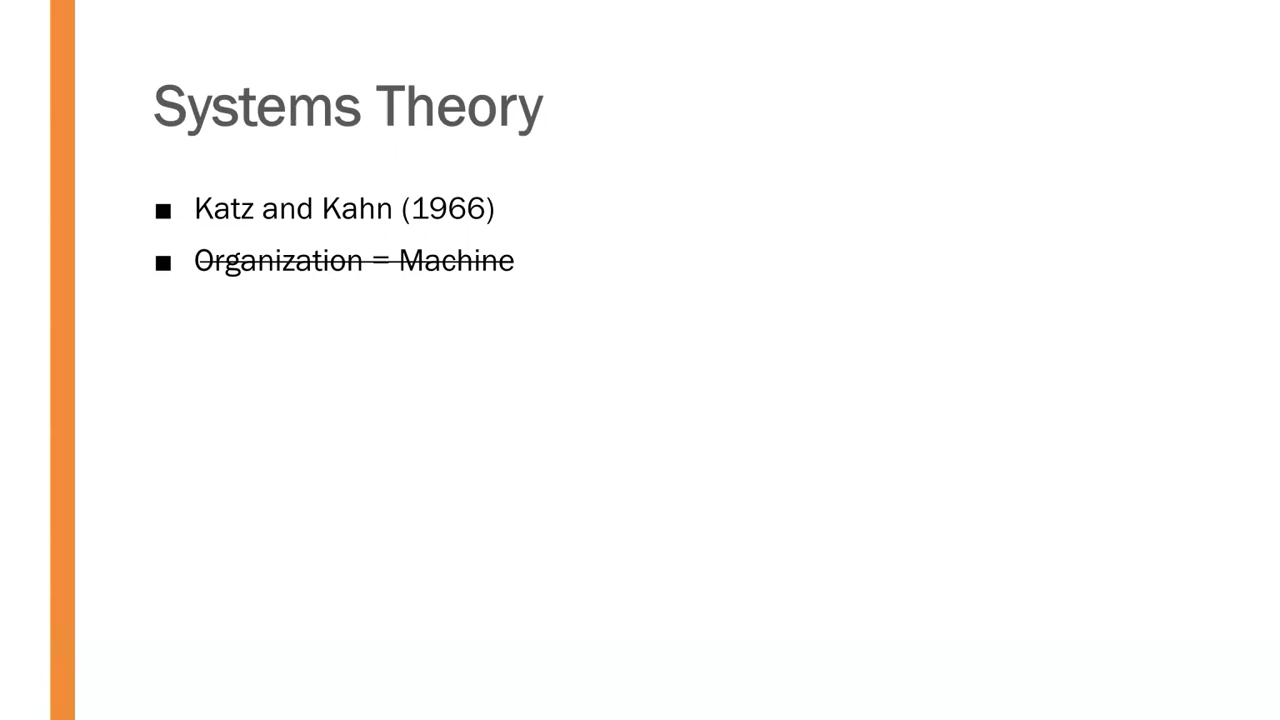 Systems Theory
■ Katz and Kahn (1966)
■ Organization = Machine